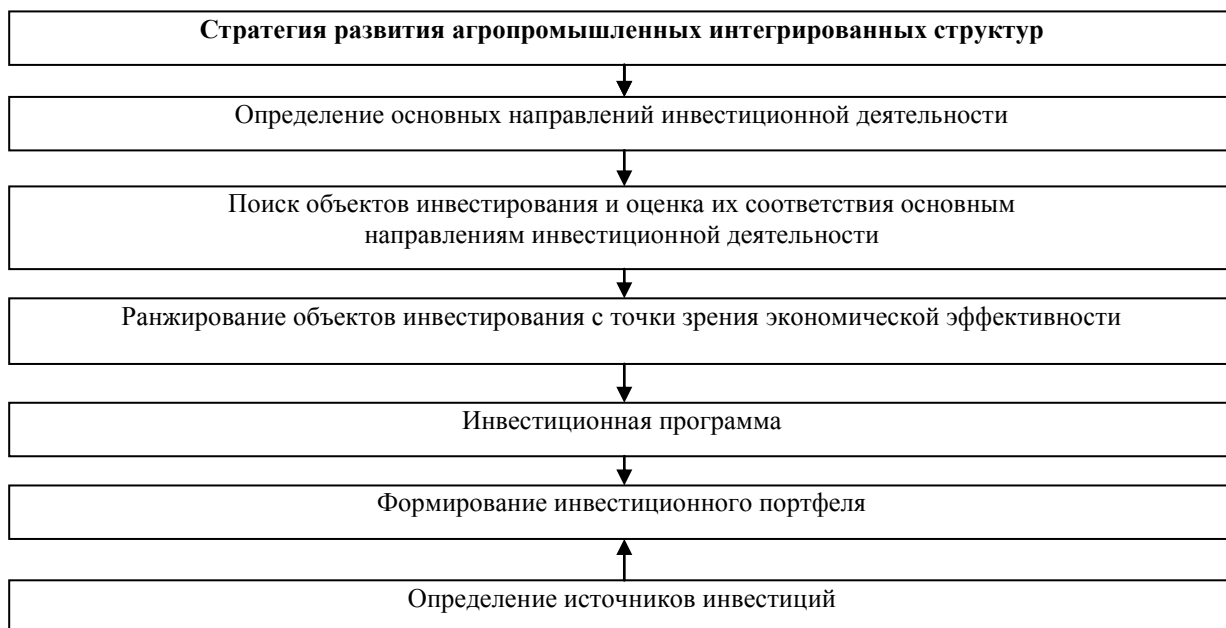 Стратегия развития агропромышленных интегрированных структур
Определение основных направлений инвестиционной деятельности
Поиск объектов инвестирования и оценка их соответствия основным
направлениям инвестиционной деятельности
Ранжирование объектов инвестирования с точки зрения экономической эффективности
Инвестиционная программа
Формирование инвестиционного портфеля
Определение источников инвестиций